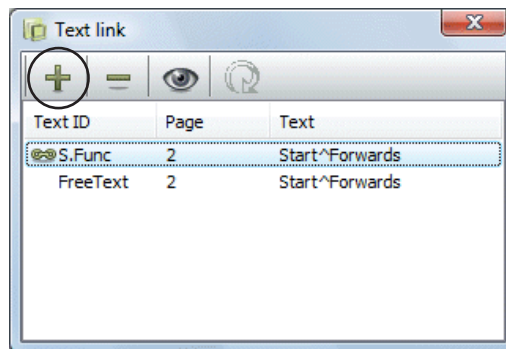 Text link
Text ID Page Text
S.Func 2 Start^Forwards
FreeText 2 Start^Forwards